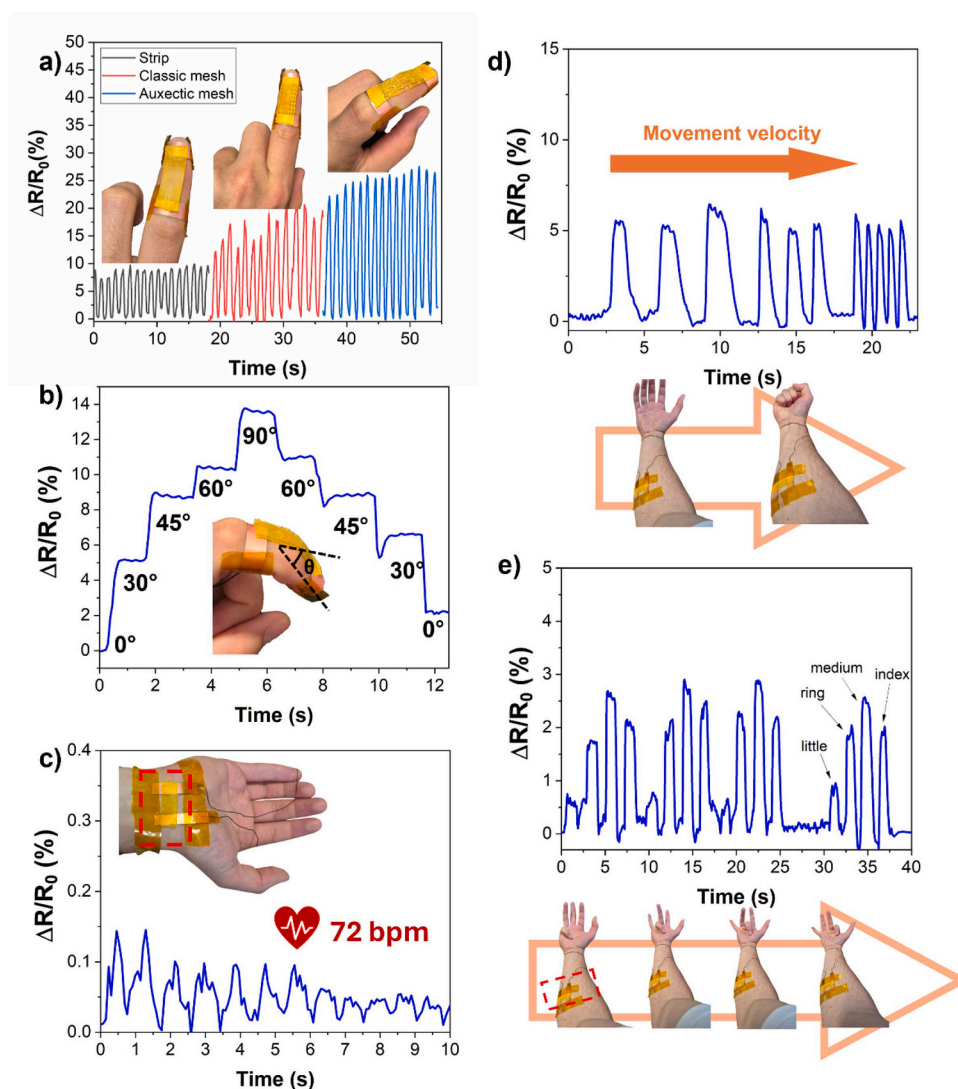 a)
50
45
40
35
30
25
20
15
10
5
0
ΔR/R₀(%)
Strip
Classic mesh
Auxectic mesh
0 10 20 30 40 50
Time (s)
b)
14
12
10
8
6
4
2
0
ΔR/R₀ (%)
90°
60° 60°
45° 45°
30° 30°
0° 0°
θ
0 2 4 6 8 10 12
Time (s)
c)
0.4
0.3
0.2
0.1
0.0
ΔR/R₀ (%)
72 bpm
0 1 2 3 4 5 6 7 8 9 10
Time (s)
d)
15
10
5
0
ΔR/R₀ (%)
Movement velocity
0 5 10 15 20
Time (s)
e)
5
4
3
2
1
0
ΔR/R₀ (%)
medium
index
ring
little
0 5 10 15 20 25 30 35 40
Time (s)